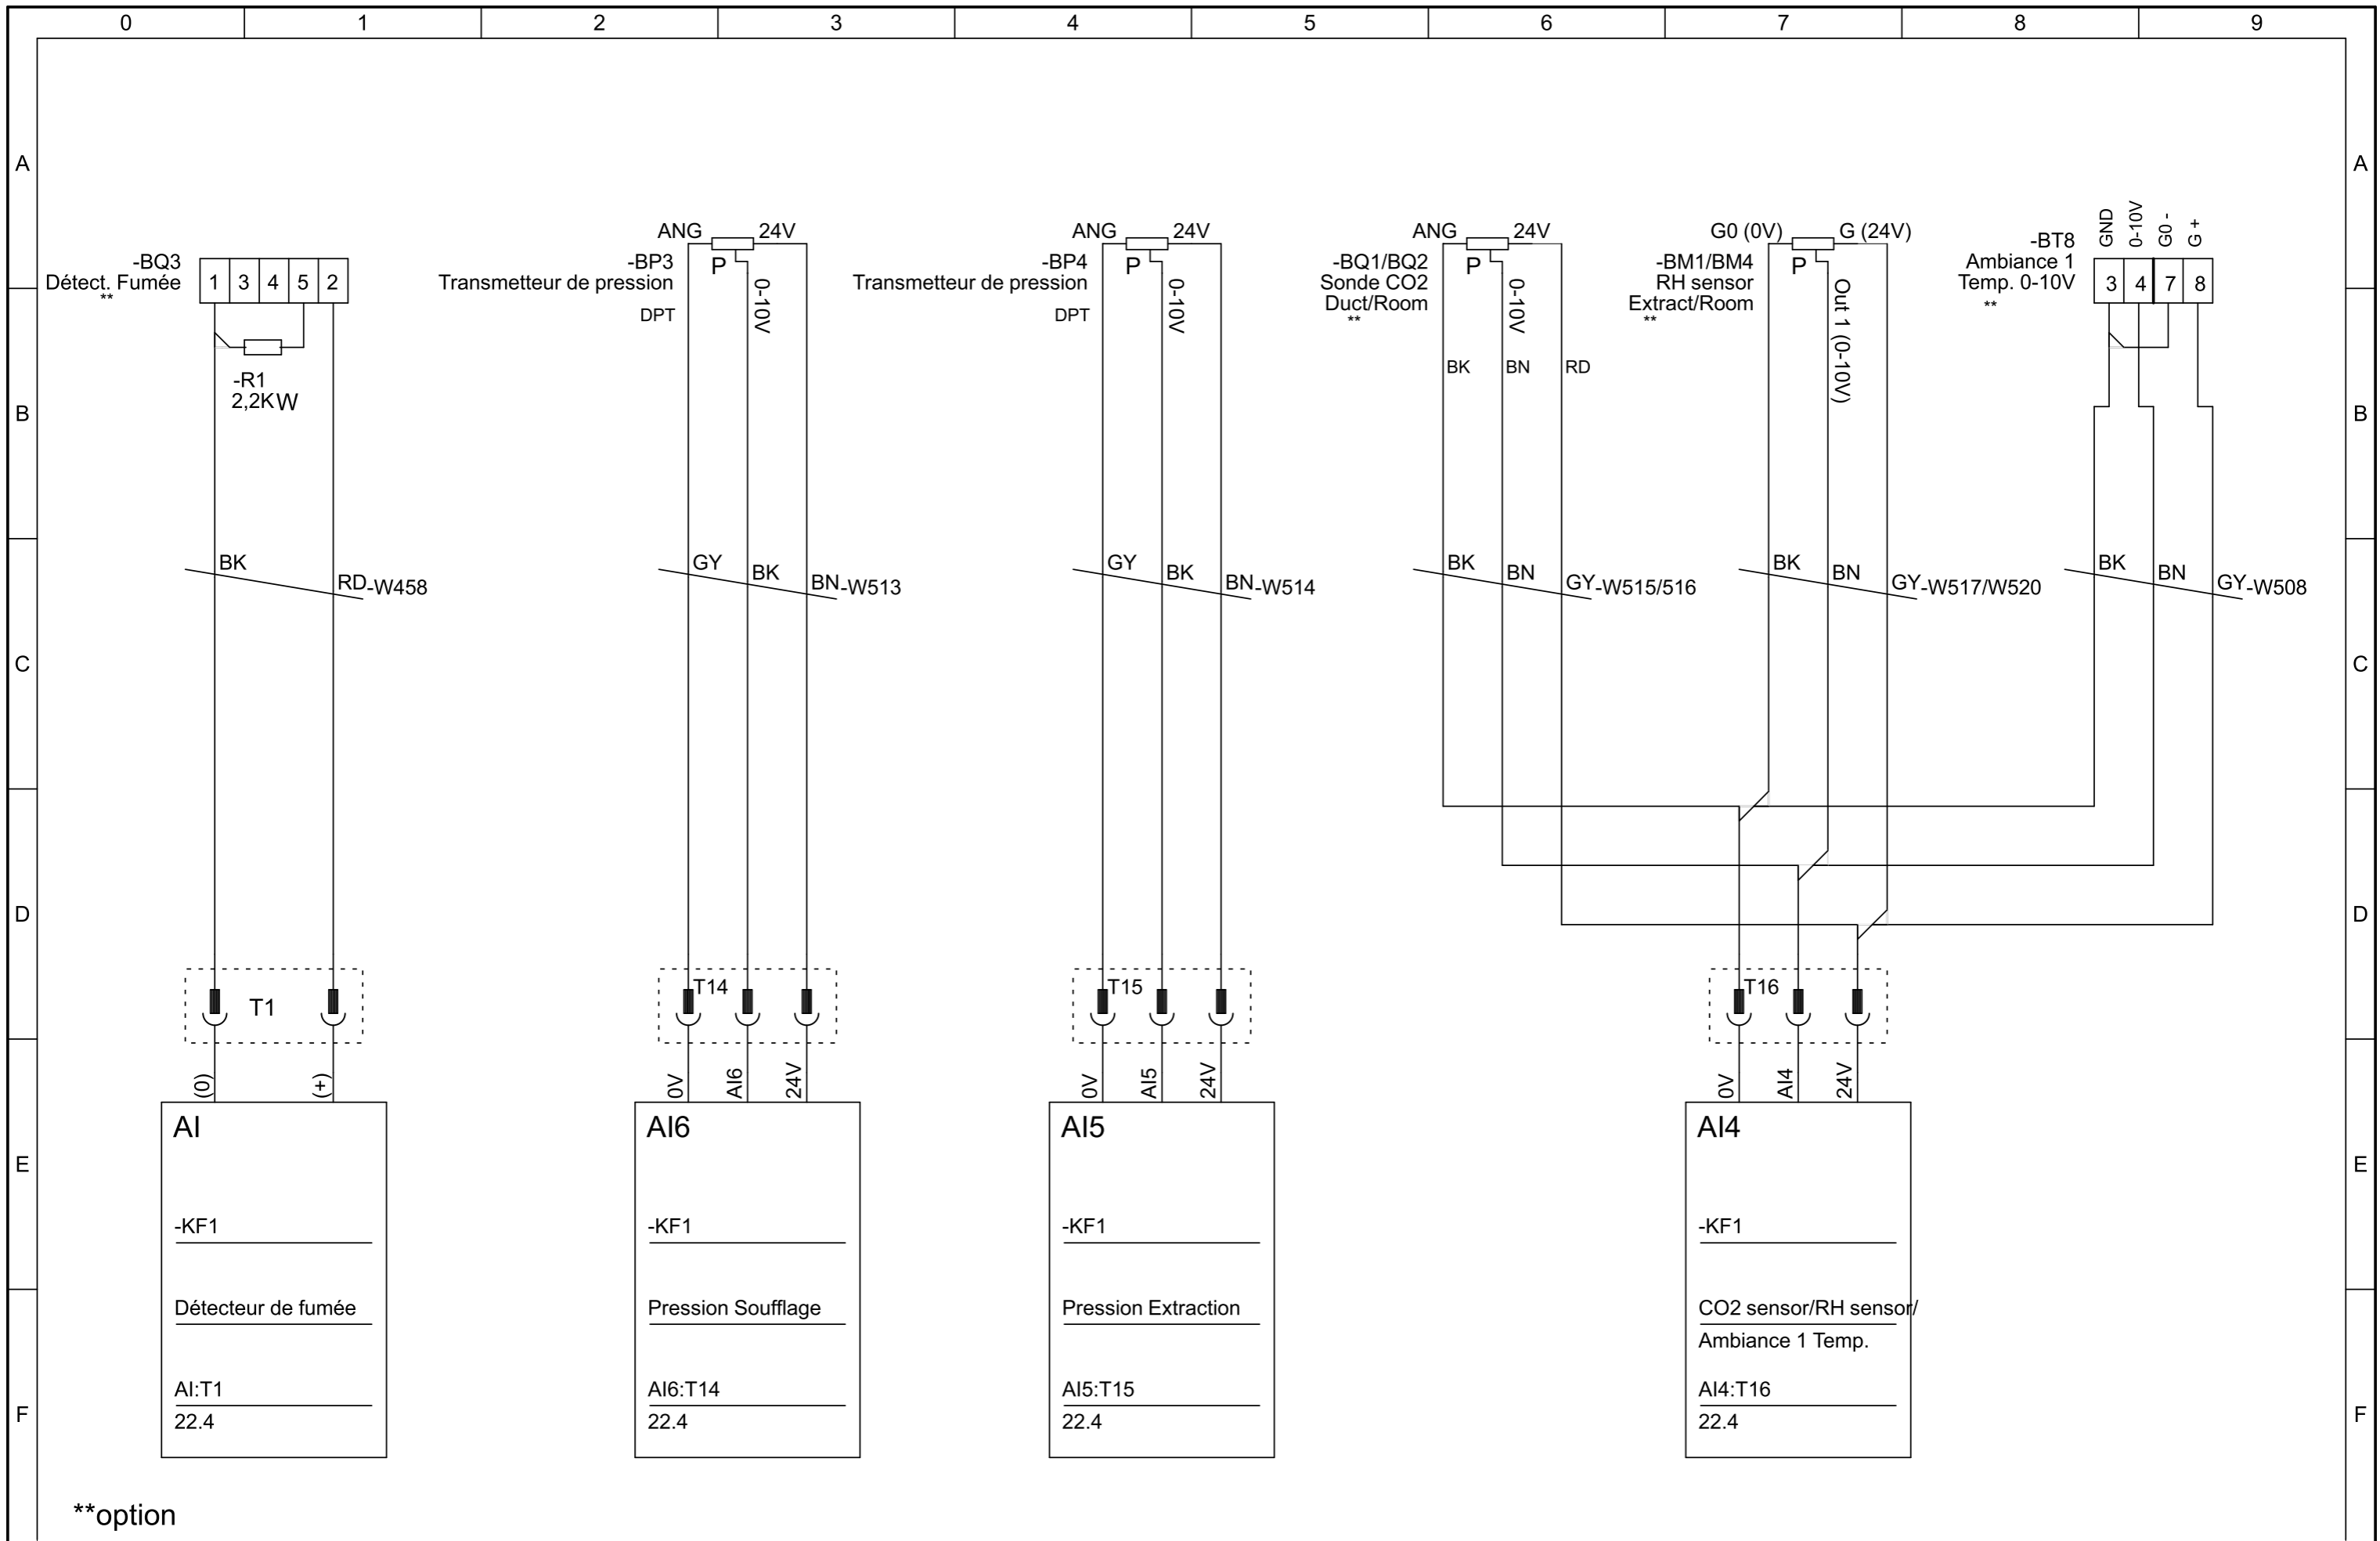 0 1 2 3 4 5 6 7 8 9
A A
B B
C C
D D
E E
F F
-BQ3
Détect. Fumée
**
1 3 4 5 2
-R1
2,2KW
BK
RD
-W458
T1
(0)
(+)
AI
-KF1
Détecteur de fumée
AI:T1
22.4
-BP3
Transmetteur de pression
DPT
ANG
24V
P
0-10V
GY
BK
BN
-W513
T14
0V
AI6
24V
AI6
-KF1
Pression Soufflage
AI6:T14
22.4
-BP4
Transmetteur de pression
DPT
ANG
24V
P
0-10V
GY
BK
BN
-W514
T15
0V
AI5
24V
AI5
-KF1
Pression Extraction
AI5:T15
22.4
-BQ1/BQ2
Sonde CO2
Duct/Room
**
ANG
24V
P
0-10V
BK
BN
RD
BK
BN
GY
-W515/516
-BM1/BM4
RH sensor
Extract/Room
**
G0 (0V)
G (24V)
P
Out 1 (0-10V)
BK
BN
GY
-W517/W520
-BT8
Ambiance 1
Temp. 0-10V
**
GND
0-10V
G0 -
G +
3 4 7 8
BK
BN
GY
-W508
T16
0V
AI4
24V
AI4
-KF1
CO2 sensor/RH sensor/
Ambiance 1 Temp.
AI4:T16
22.4
**option